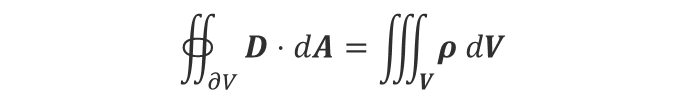 ∯_∂V 𝑫 · d𝑨 = ∭_𝑽 𝝆 d𝑽